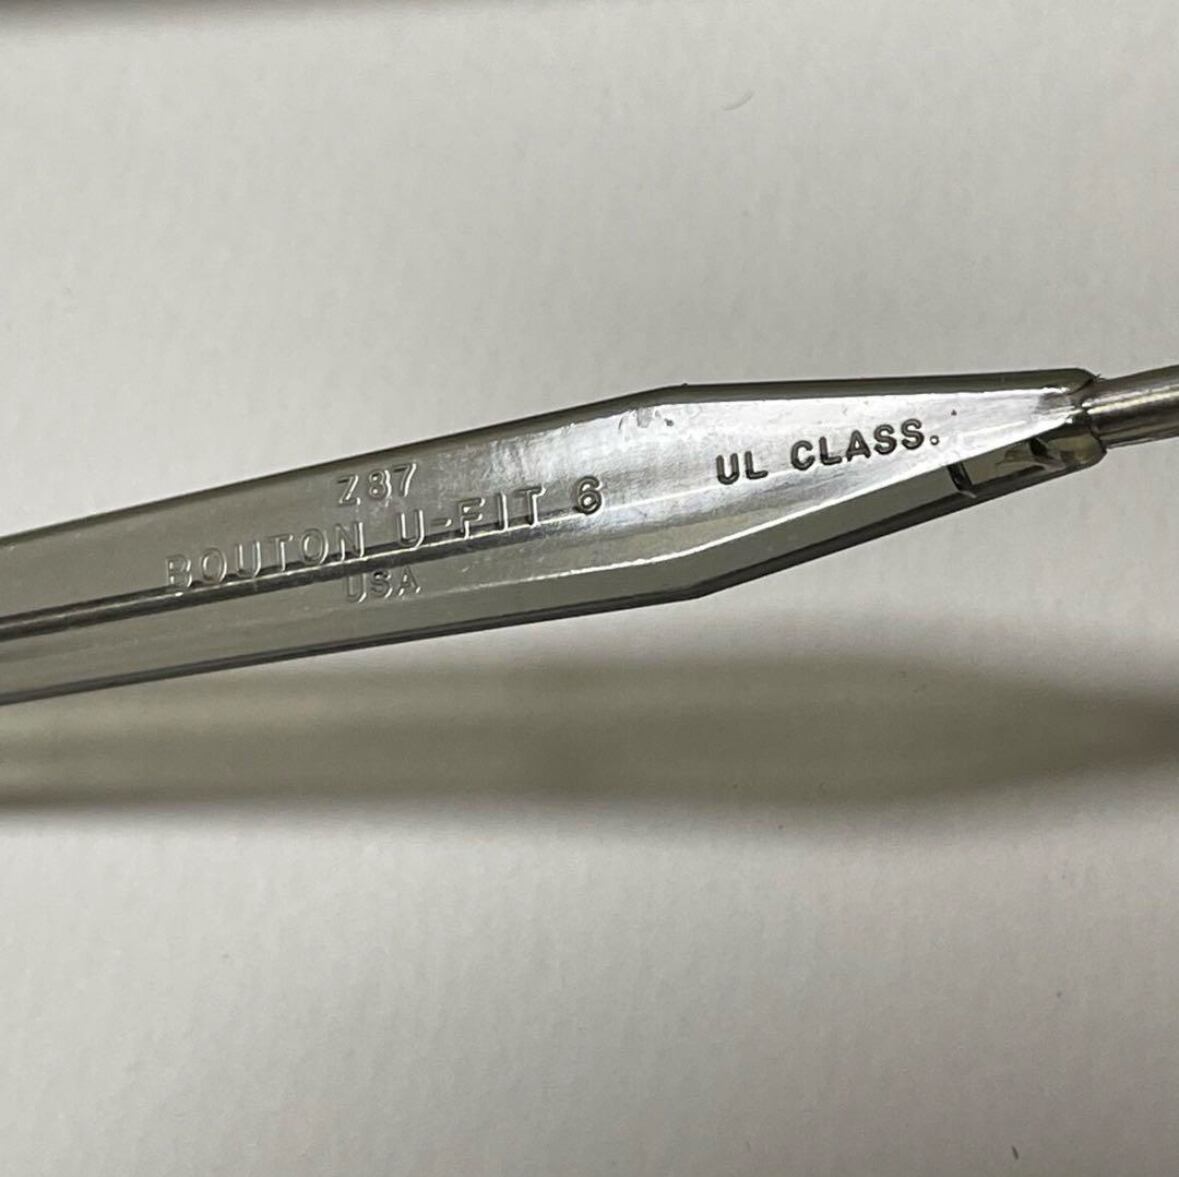 Z87
BOUTON U-FIT 6
USA
UL CLASS.